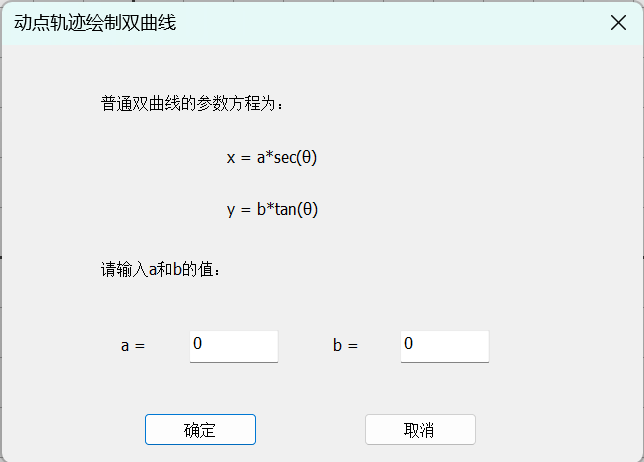 动点轨迹绘制双曲线
普通双曲线的参数方程为：
x = a*sec(θ)
y = b*tan(θ)
请输入a和b的值：
a = 0 b = 0
确定 取消